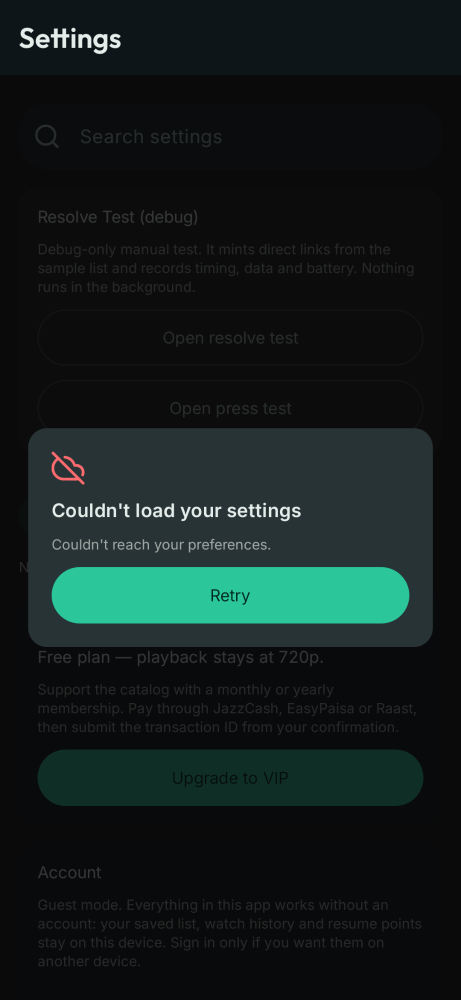 Settings
Search settings
Resolve Test (debug)
Debug-only manual test. It mints direct links from the
sample list and records timing, data and battery. Nothing
runs in the background.
Open resolve test
Open press test
Couldn't load your settings
Couldn't reach your preferences.
Retry
N
Free plan — playback stays at 720p.
Support the catalog with a monthly or yearly
membership. Pay through JazzCash, EasyPaisa or Raast,
then submit the transaction ID from your confirmation.
Upgrade to VIP
Account
Guest mode. Everything in this app works without an
account: your saved list, watch history and resume points
stay on this device. Sign in only if you want them on
another device.